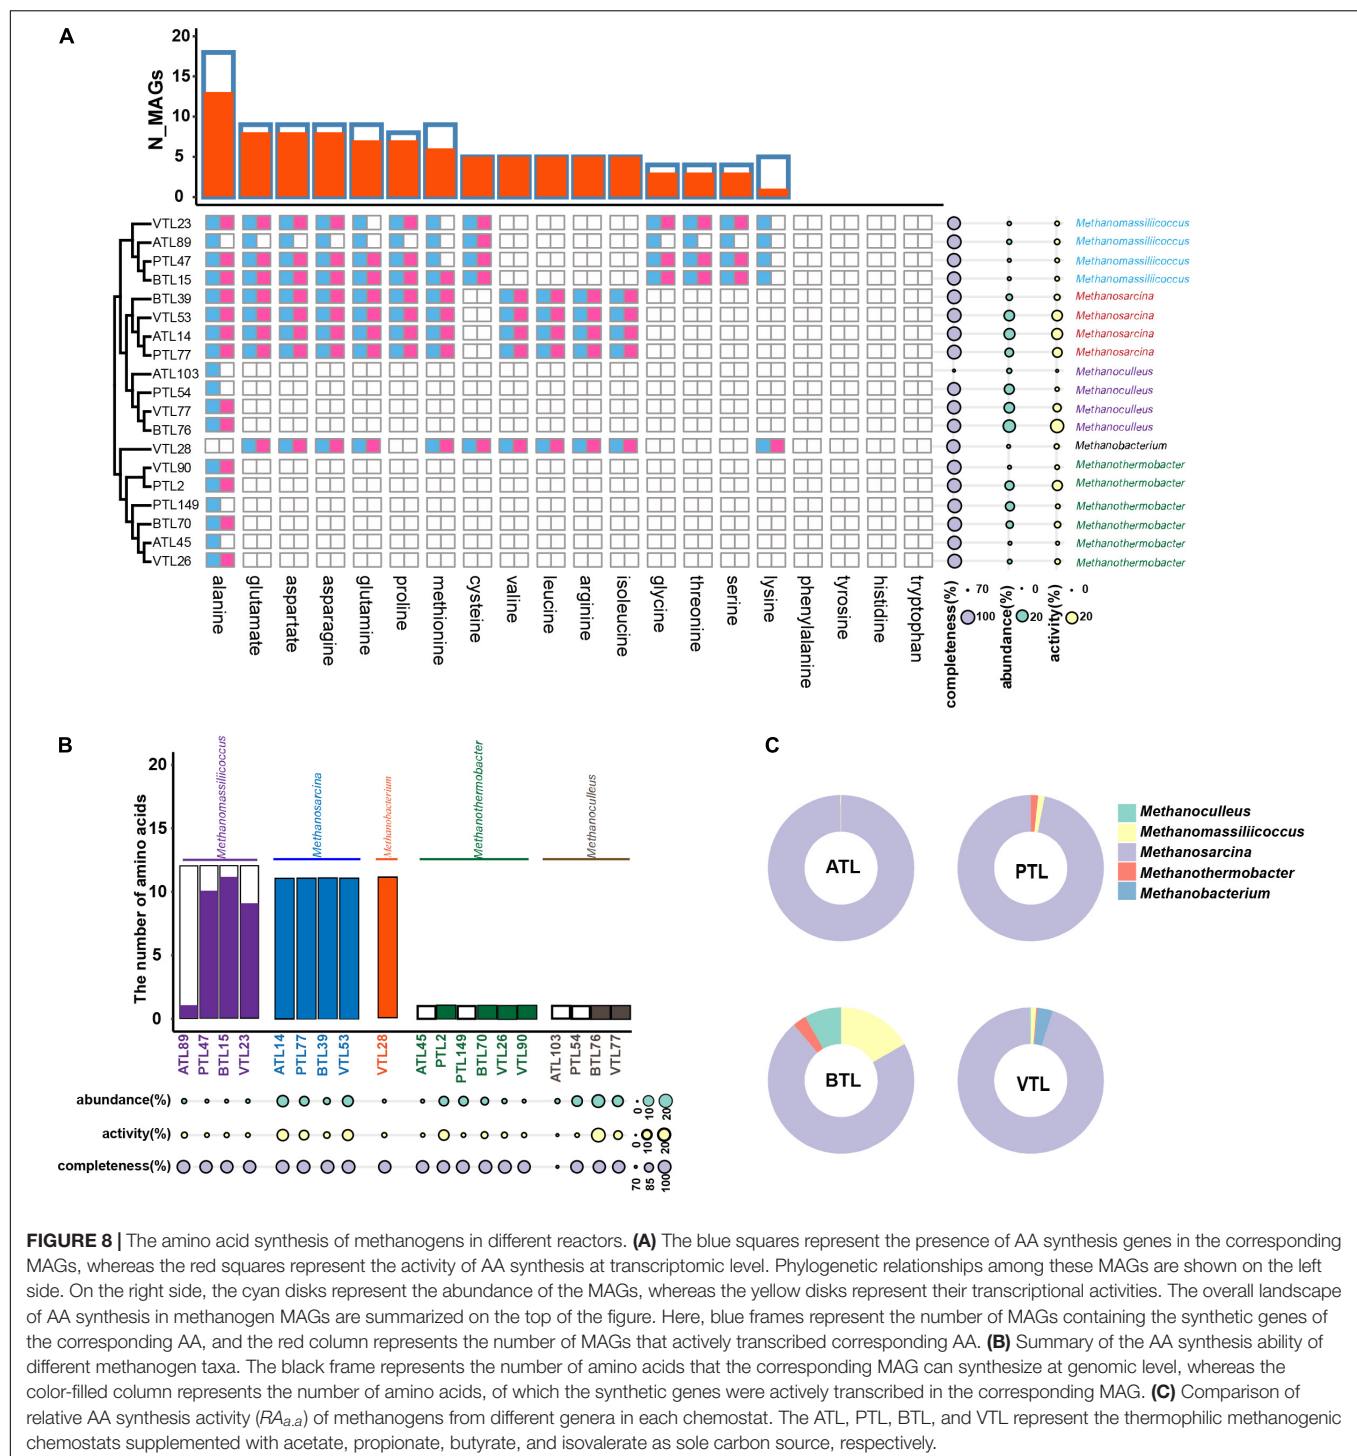 A
N_MAGs
20
15
10
5
0
VTL23
ATL89
PTL47
BTL15
BTL39
VTL53
ATL14
PTL77
ATL103
PTL54
VTL77
BTL76
VTL28
VTL90
PTL2
PTL149
BTL70
ATL45
VTL26
Methanomassiliicoccus
Methanomassiliicoccus
Methanomassiliicoccus
Methanomassiliicoccus
Methanosarcina
Methanosarcina
Methanosarcina
Methanosarcina
Methanoculleus
Methanoculleus
Methanoculleus
Methanoculleus
Methanobacterium
Methanothermobacter
Methanothermobacter
Methanothermobacter
Methanothermobacter
Methanothermobacter
Methanothermobacter
alanine
glutamate
aspartate
asparagine
glutamine
proline
methionine
cysteine
valine
leucine
arginine
isoleucine
glycine
threonine
serine
lysine
phenylalanine
tyrosine
histidine
tryptophan
completeness(%)
70
100
abundance(%)
0
20
activity(%)
0
20
B
The number of amino acids
20
15
10
5
0
Methanomassiliicoccus
Methanosarcina
Methanobacterium
Methanothermobacter
Methanoculleus
ATL89
PTL47
BTL15
VTL23
ATL14
PTL77
BTL39
VTL53
VTL28
ATL45
PTL2
PTL149
BTL70
VTL26
VTL90
ATL103
PTL54
BTL76
VTL77
abundance(%)
0
10
20
activity(%)
0
10
20
completeness(%)
70
85
100
C
ATL
PTL
BTL
VTL
Methanoculleus
Methanomassiliicoccus
Methanosarcina
Methanothermobacter
Methanobacterium
FIGURE 8 | The amino acid synthesis of methanogens in different reactors. (A) The blue squares represent the presence of AA synthesis genes in the corresponding
MAGs, whereas the red squares represent the activity of AA synthesis at transcriptomic level. Phylogenetic relationships among these MAGs are shown on the left
side. On the right side, the cyan disks represent the abundance of the MAGs, whereas the yellow disks represent their transcriptional activities. The overall landscape
of AA synthesis in methanogen MAGs are summarized on the top of the figure. Here, blue frames represent the number of MAGs containing the synthetic genes of
the corresponding AA, and the red column represents the number of MAGs that actively transcribed corresponding AA. (B) Summary of the AA synthesis ability of
different methanogen taxa. The black frame represents the number of amino acids that the corresponding MAG can synthesize at genomic level, whereas the
color-filled column represents the number of amino acids, of which the synthetic genes were actively transcribed in the corresponding MAG. (C) Comparison of
relative AA synthesis activity (RAa.a) of methanogens from different genera in each chemostat. The ATL, PTL, BTL, and VTL represent the thermophilic methanogenic
chemostats supplemented with acetate, propionate, butyrate, and isovalerate as sole carbon source, respectively.